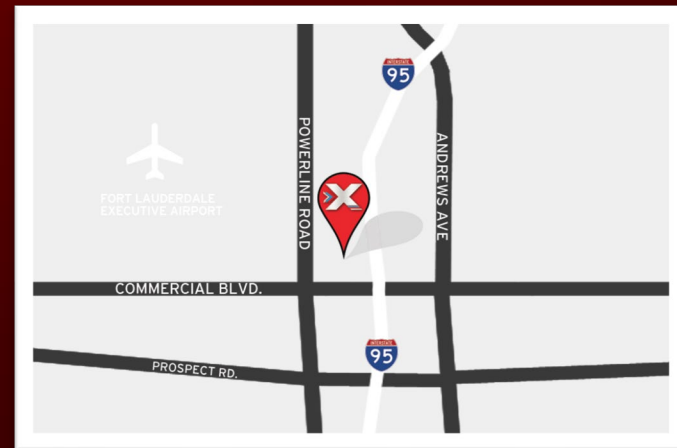 INTERSTATE
95
POWERLINE ROAD
ANDREWS AVE
X
FORT LAUDERDALE
EXECUTIVE AIRPORT
COMMERCIAL BLVD.
INTERSTATE
95
PROSPECT RD.